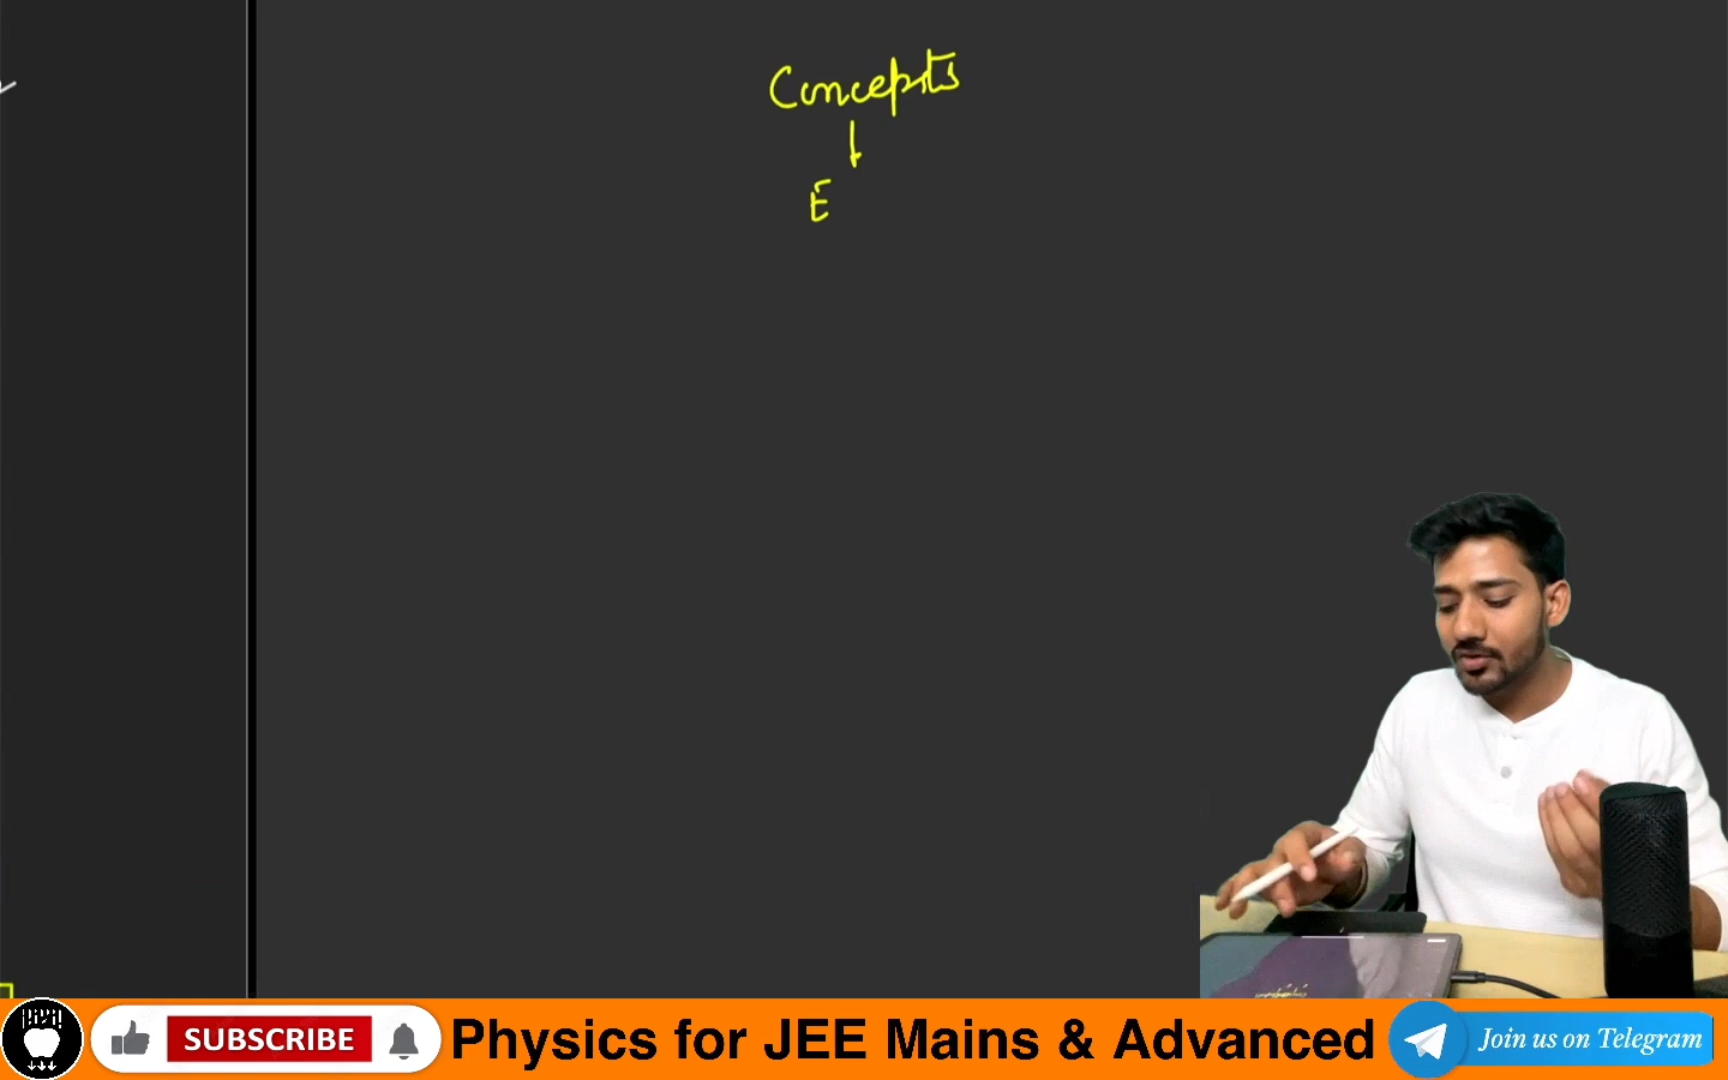 Concepts
E
SUBSCRIBE
Physics for JEE Mains & Advanced
Join us on Telegram